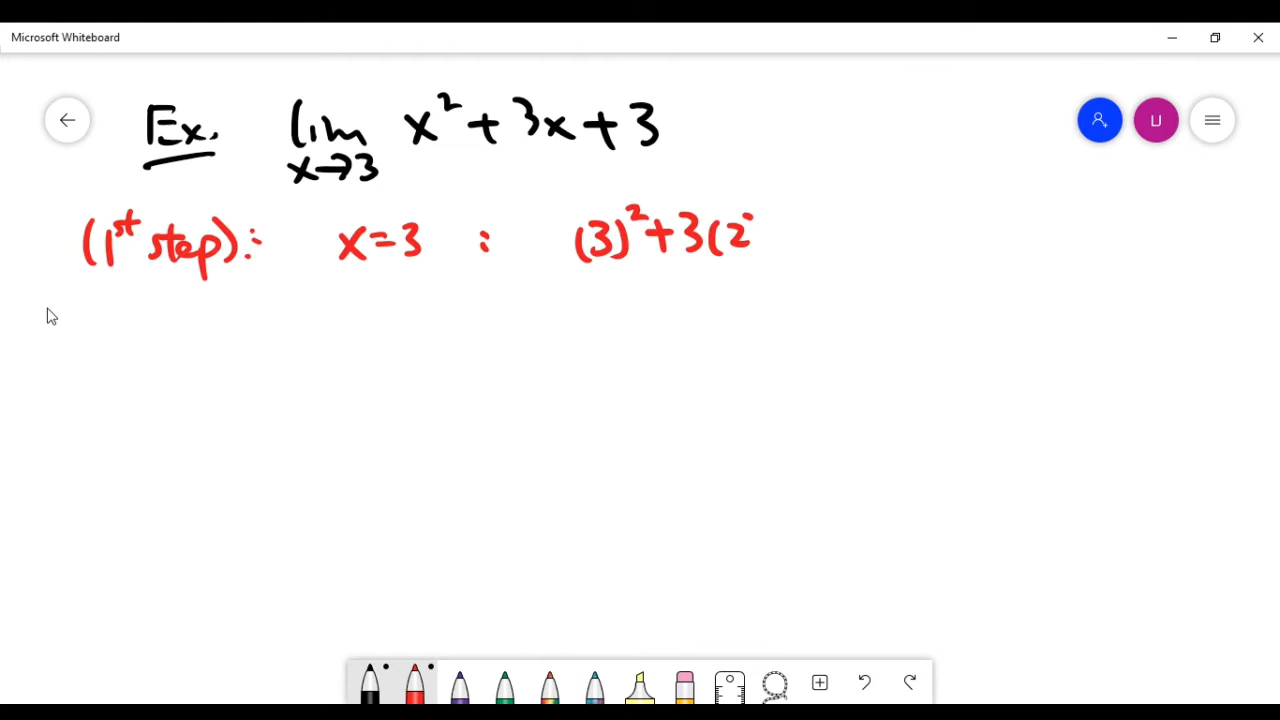 Microsoft Whiteboard
Ex. lim x² + 3x + 3
x→3
(1st step): x=3 : (3)² + 3(2
U